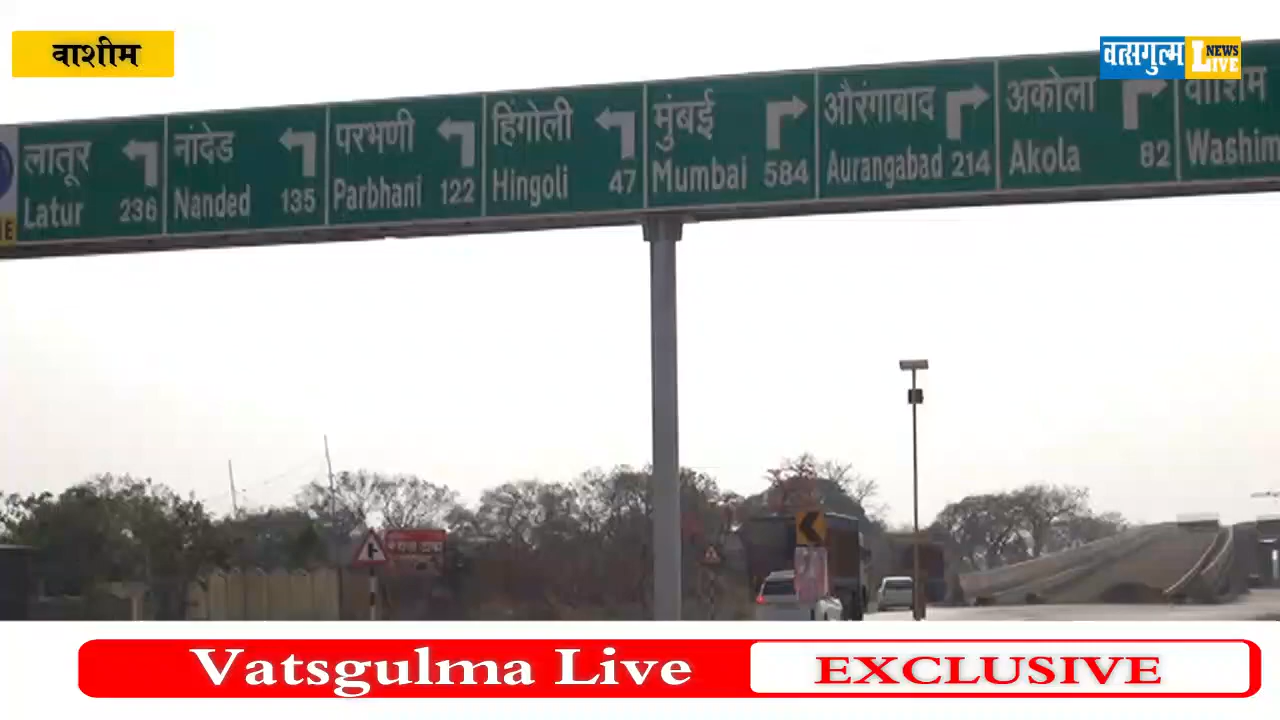 वाशीम
वत्सगुल्म NEWS LIVE
लातूर
Latur 236
नांदेड
Nanded 135
परभणी
Parbhani 122
हिंगोली
Hingoli 47
मुंबई
Mumbai 584
औरंगाबाद
Aurangabad 214
अकोला
Akola 82
वाशिम
Washim
Vatsgulma Live EXCLUSIVE